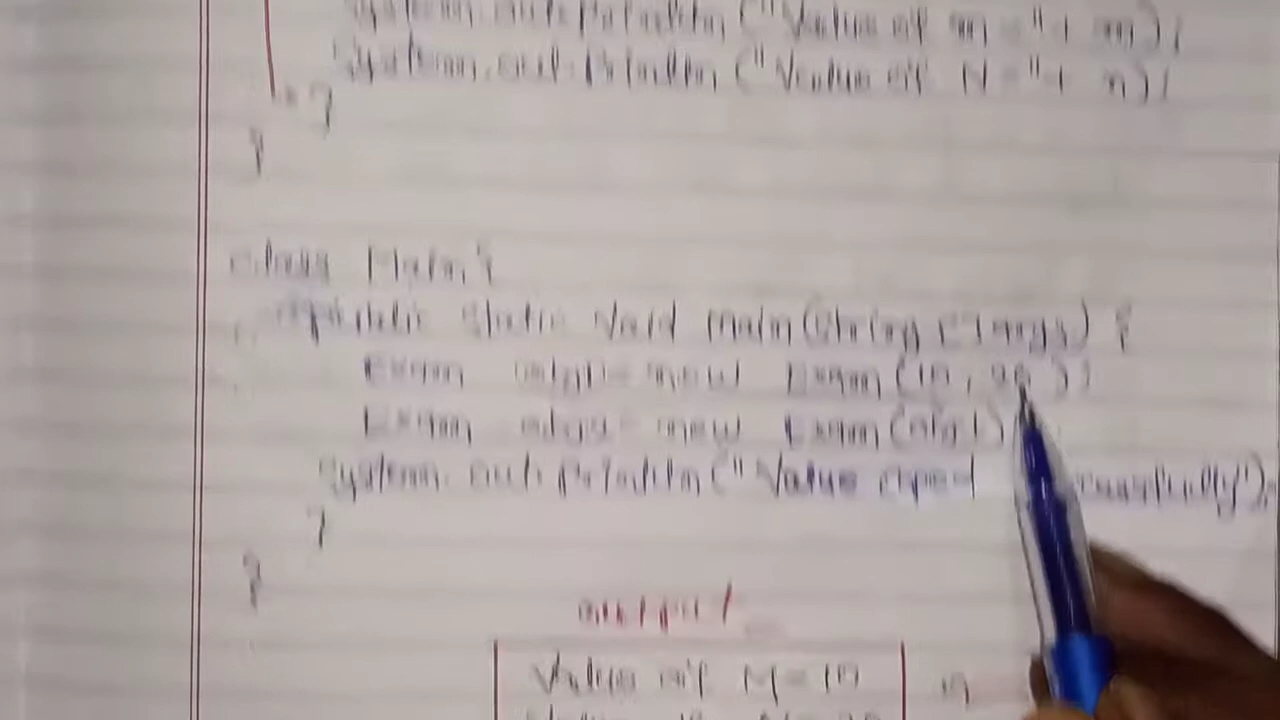 System.out.println("Value of m ="+ m);
System.out.println("Value of N ="+ n);
}
}
class Main{
public static void main(String []args) {
Exam obj1= new Exam(10, 20);
Exam obj2= new Exam(obj1)
System.out.println("Value copied
output
Value of M=10